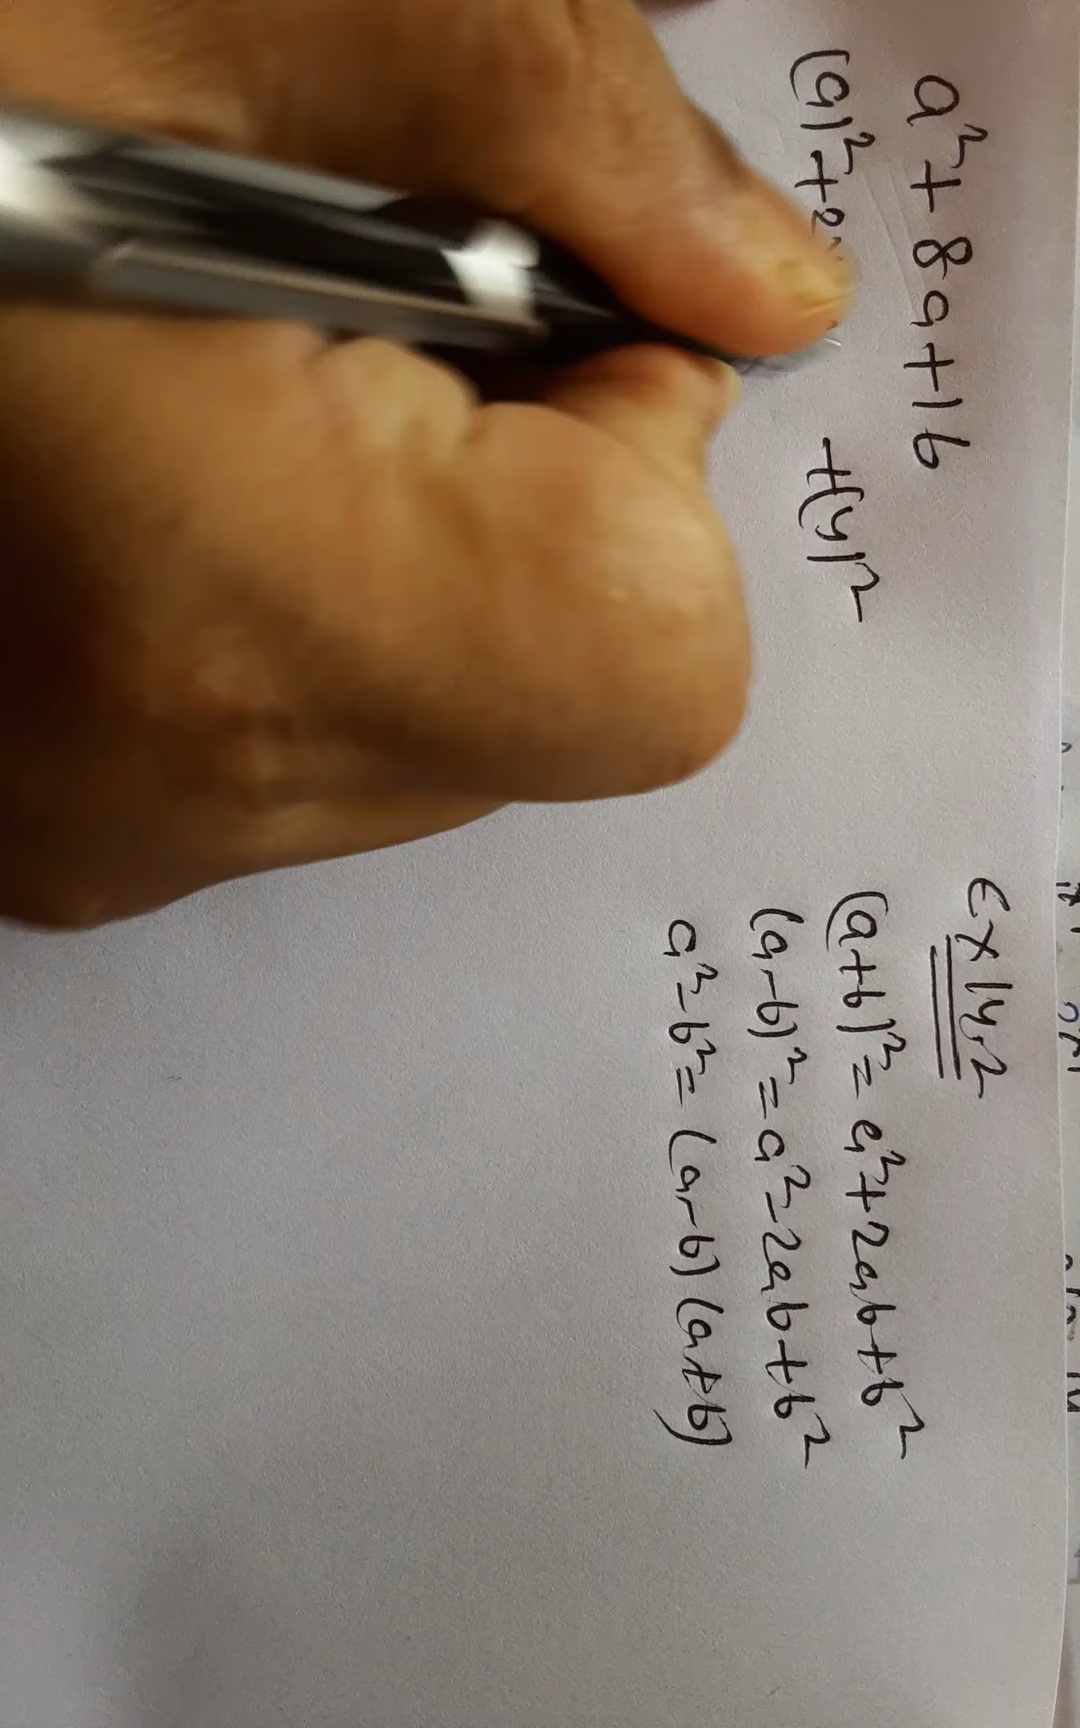 a²+8a+16
(a)²+2 +(4)²
Ex 14.2
(a+b)²=a²+2ab+b²
(a-b)²=a²-2ab+b²
a²-b²=(a-b)(a+b)